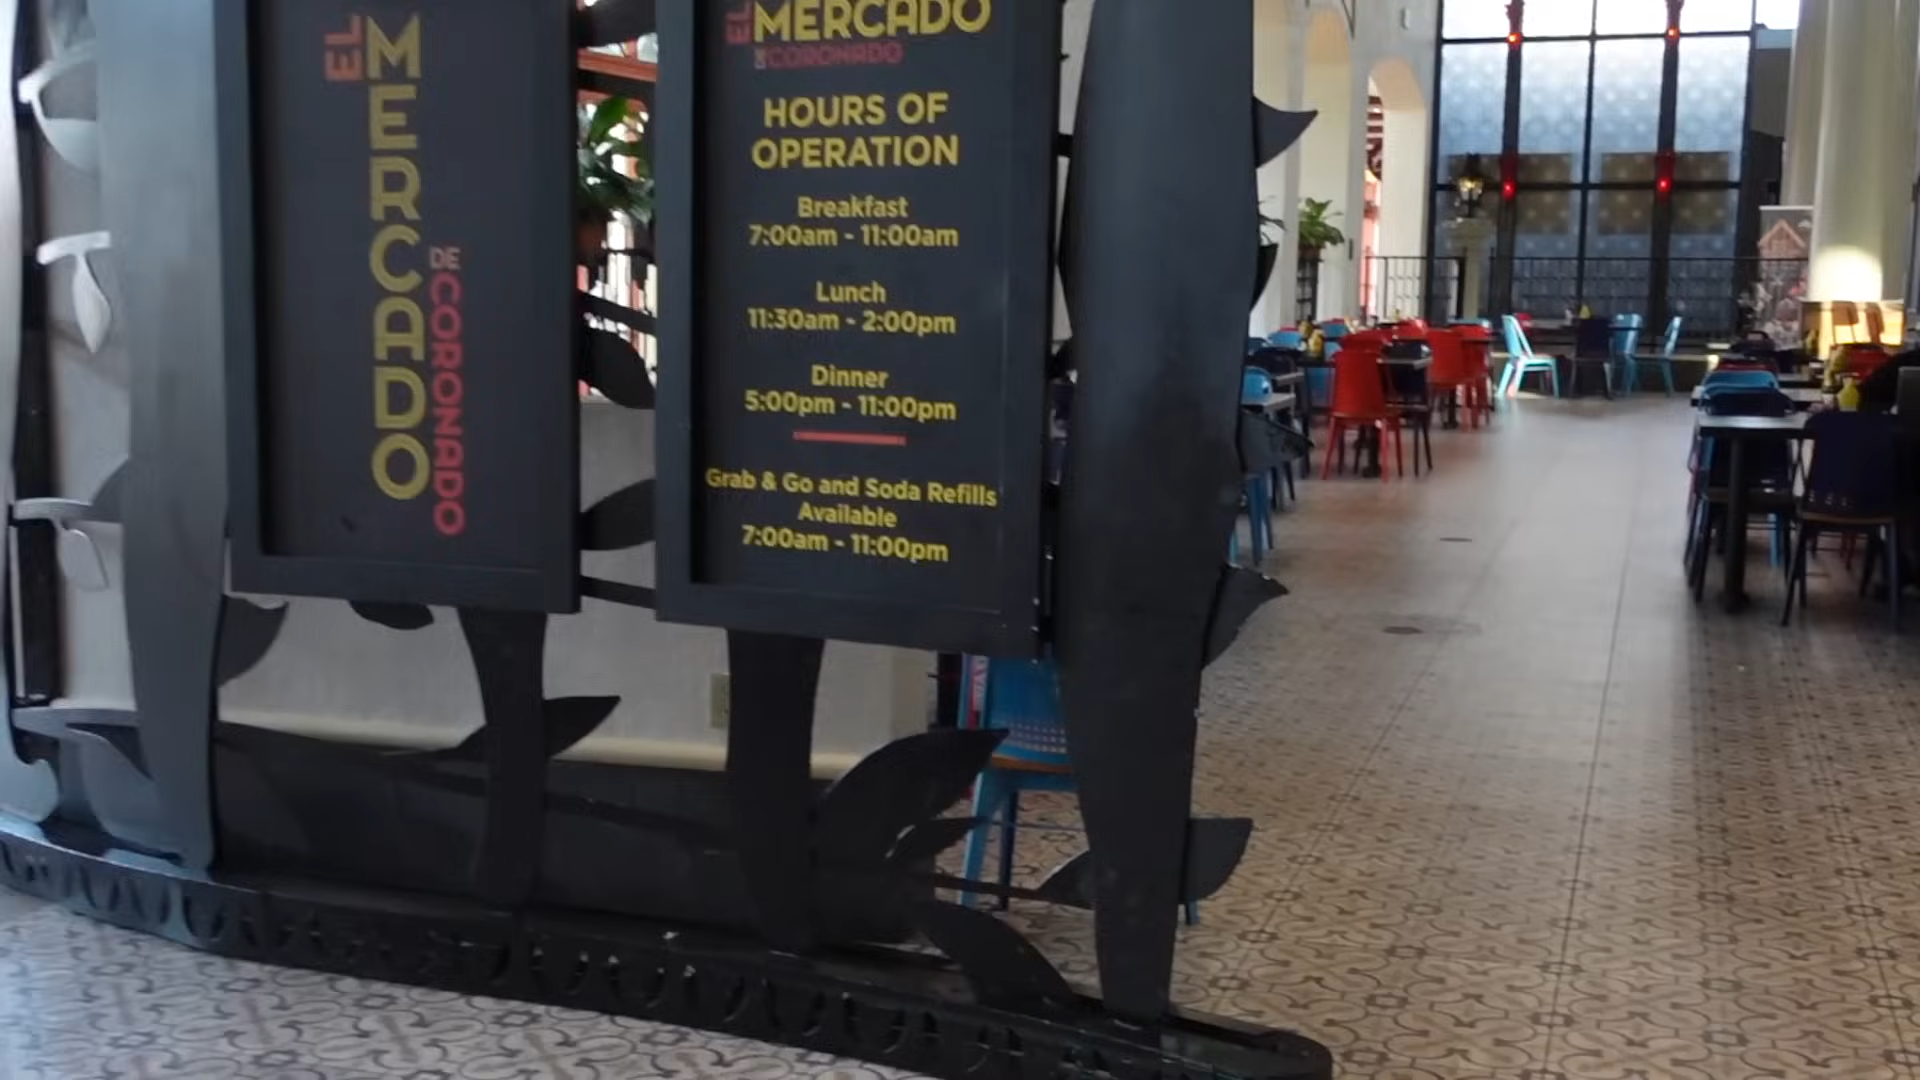 EL
MERCADO
DE
CORONADO
EL
MERCADO
DE CORONADO
HOURS OF
OPERATION
Breakfast
7:00am - 11:00am
Lunch
11:30am - 2:00pm
Dinner
5:00pm - 11:00pm
Grab & Go and Soda Refills
Available
7:00am - 11:00pm